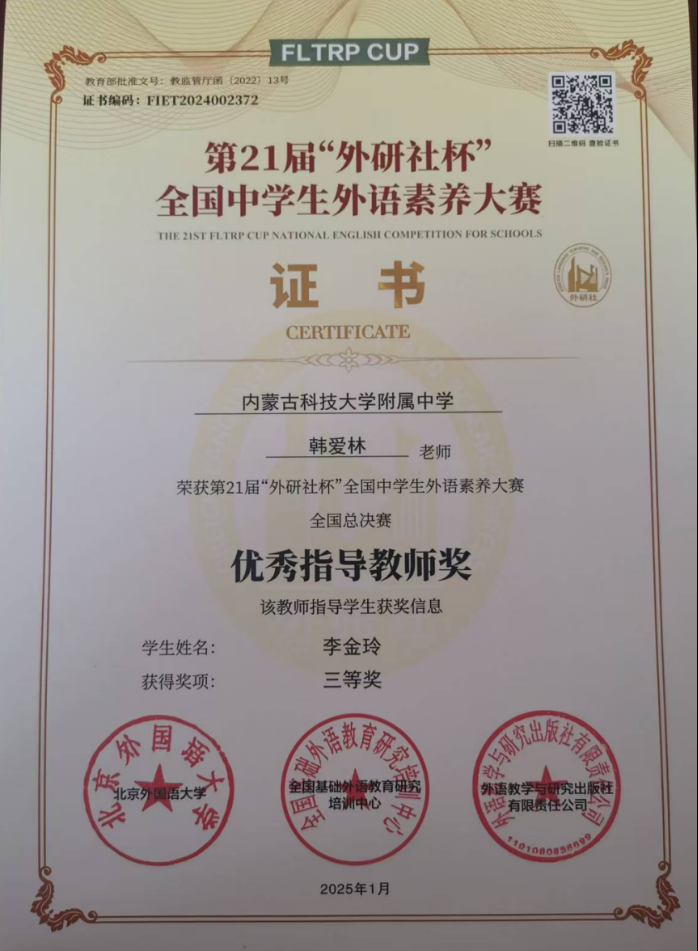 FLTRP CUP
教育部批准文号：教监管厅函〔2022〕13号
证书编码：FIET2024002372
扫描二维码 查验证书
第21届“外研社杯”
全国中学生外语素养大赛
THE 21ST FLTRP CUP NATIONAL ENGLISH COMPETITION FOR SCHOOLS
证 书
外研社
CERTIFICATE
内蒙古科技大学附属中学
韩爱林 老师
荣获第21届“外研社杯”全国中学生外语素养大赛
全国总决赛
优秀指导教师奖
该教师指导学生获奖信息
学生姓名： 李金玲
获得奖项： 三等奖
北京外国语大学
北京外国语大学
全国基础外语教育研究培训中心
全国基础外语教育研究
培训中心
外语教学与研究出版社有限责任公司
外语教学与研究出版社
有限责任公司
2025年1月